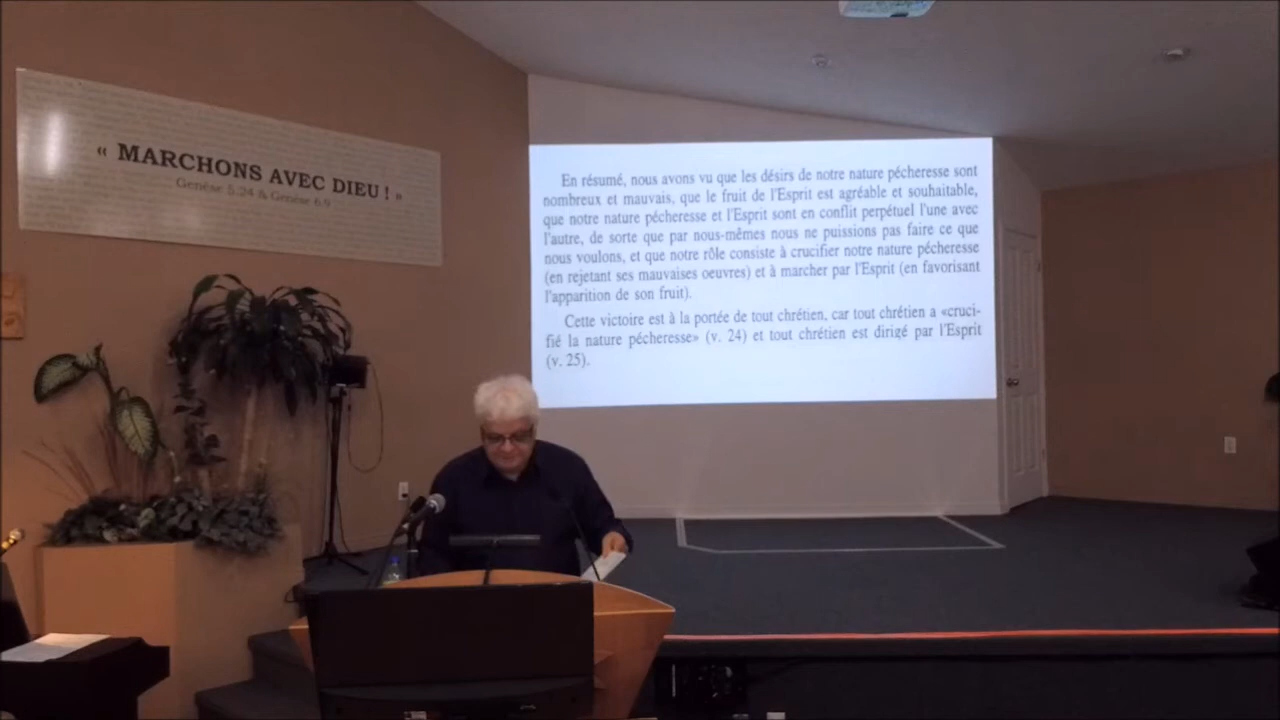 « MARCHONS AVEC DIEU ! »
Genèse 5.24 & Genèse 6.9
En résumé, nous avons vu que les désirs de notre nature pécheresse sont
nombreux et mauvais, que le fruit de l'Esprit est agréable et souhaitable,
que notre nature pécheresse et l'Esprit sont en conflit perpétuel l'une avec
l'autre, de sorte que par nous-mêmes nous ne puissions pas faire ce que
nous voulons, et que notre rôle consiste à crucifier notre nature pécheresse
(en rejetant ses mauvaises oeuvres) et à marcher par l'Esprit (en favorisant
l'apparition de son fruit).
Cette victoire est à la portée de tout chrétien, car tout chrétien a «cruci-
fié la nature pécheresse» (v. 24) et tout chrétien est dirigé par l'Esprit
(v. 25).